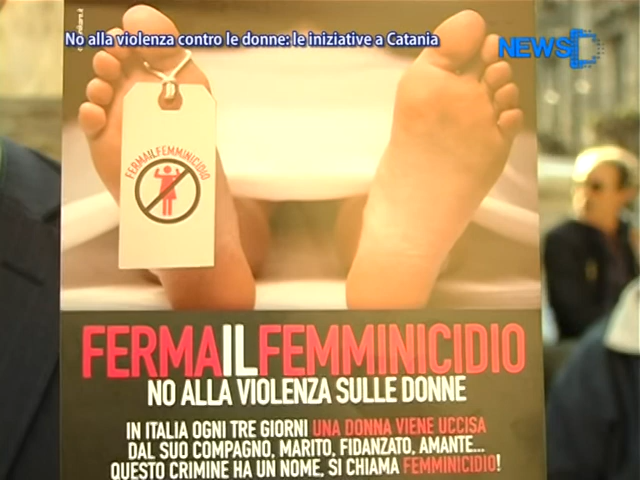 No alla violenza contro le donne: le iniziative a Catania
NEWS D
FERMAILFEMMINICIDIO
FERMAILFEMMINICIDIO
NO ALLA VIOLENZA SULLE DONNE
IN ITALIA OGNI TRE GIORNI UNA DONNA VIENE UCCISA
DAL SUO COMPAGNO, MARITO, FIDANZATO, AMANTE...
QUESTO CRIMINE HA UN NOME, SI CHIAMA FEMMINICIDIO!